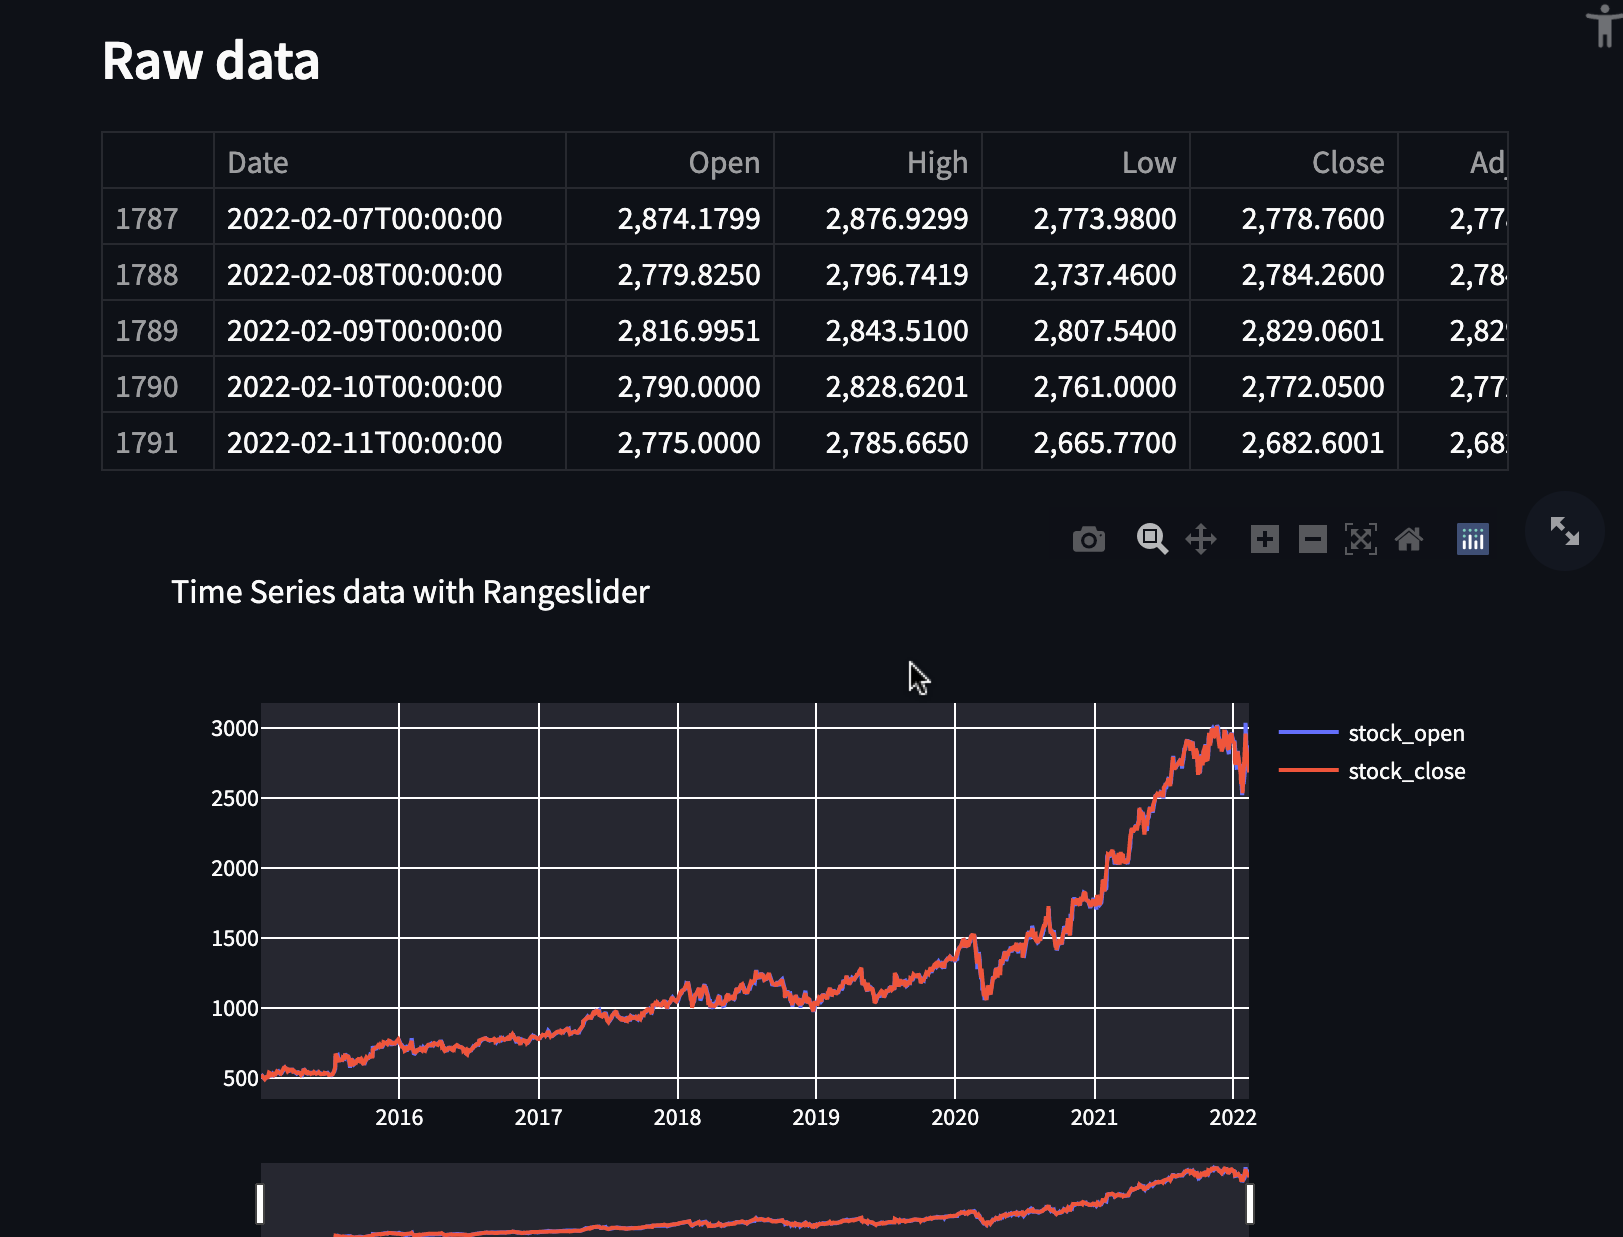 Raw data
Date Open High Low Close Ad
1787 2022-02-07T00:00:00 2,874.1799 2,876.9299 2,773.9800 2,778.7600 2,77
1788 2022-02-08T00:00:00 2,779.8250 2,796.7419 2,737.4600 2,784.2600 2,78
1789 2022-02-09T00:00:00 2,816.9951 2,843.5100 2,807.5400 2,829.0601 2,82
1790 2022-02-10T00:00:00 2,790.0000 2,828.6201 2,761.0000 2,772.0500 2,77
1791 2022-02-11T00:00:00 2,775.0000 2,785.6650 2,665.7700 2,682.6001 2,68
Time Series data with Rangeslider
3000
2500
2000
1500
1000
500
2016 2017 2018 2019 2020 2021 2022
stock_open
stock_close